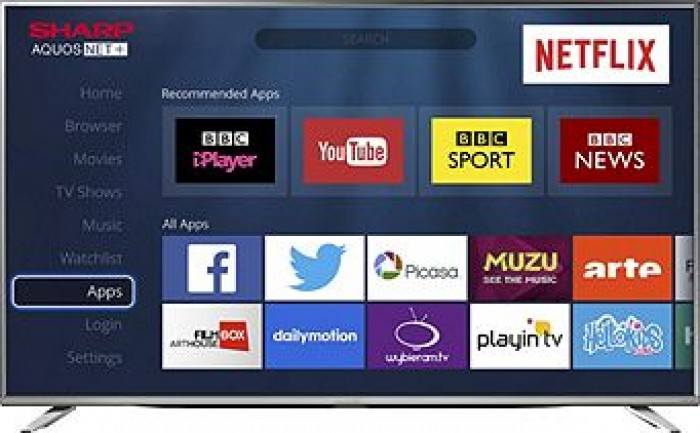 SHARP
AQUOS NET+
SEARCH
NETFLIX
Home
Browser
Movies
TV Shows
Music
Watchlist
Apps
Login
Settings
Recommended Apps
BBC
iPlayer
YouTube
BBC
SPORT
BBC
NEWS
All Apps
f
Picasa
MUZU
SEE THE MUSIC
arte
FILMBOX
ARTHOUSE
dailymotion
wybieram.tv
playin tv
HelloKids